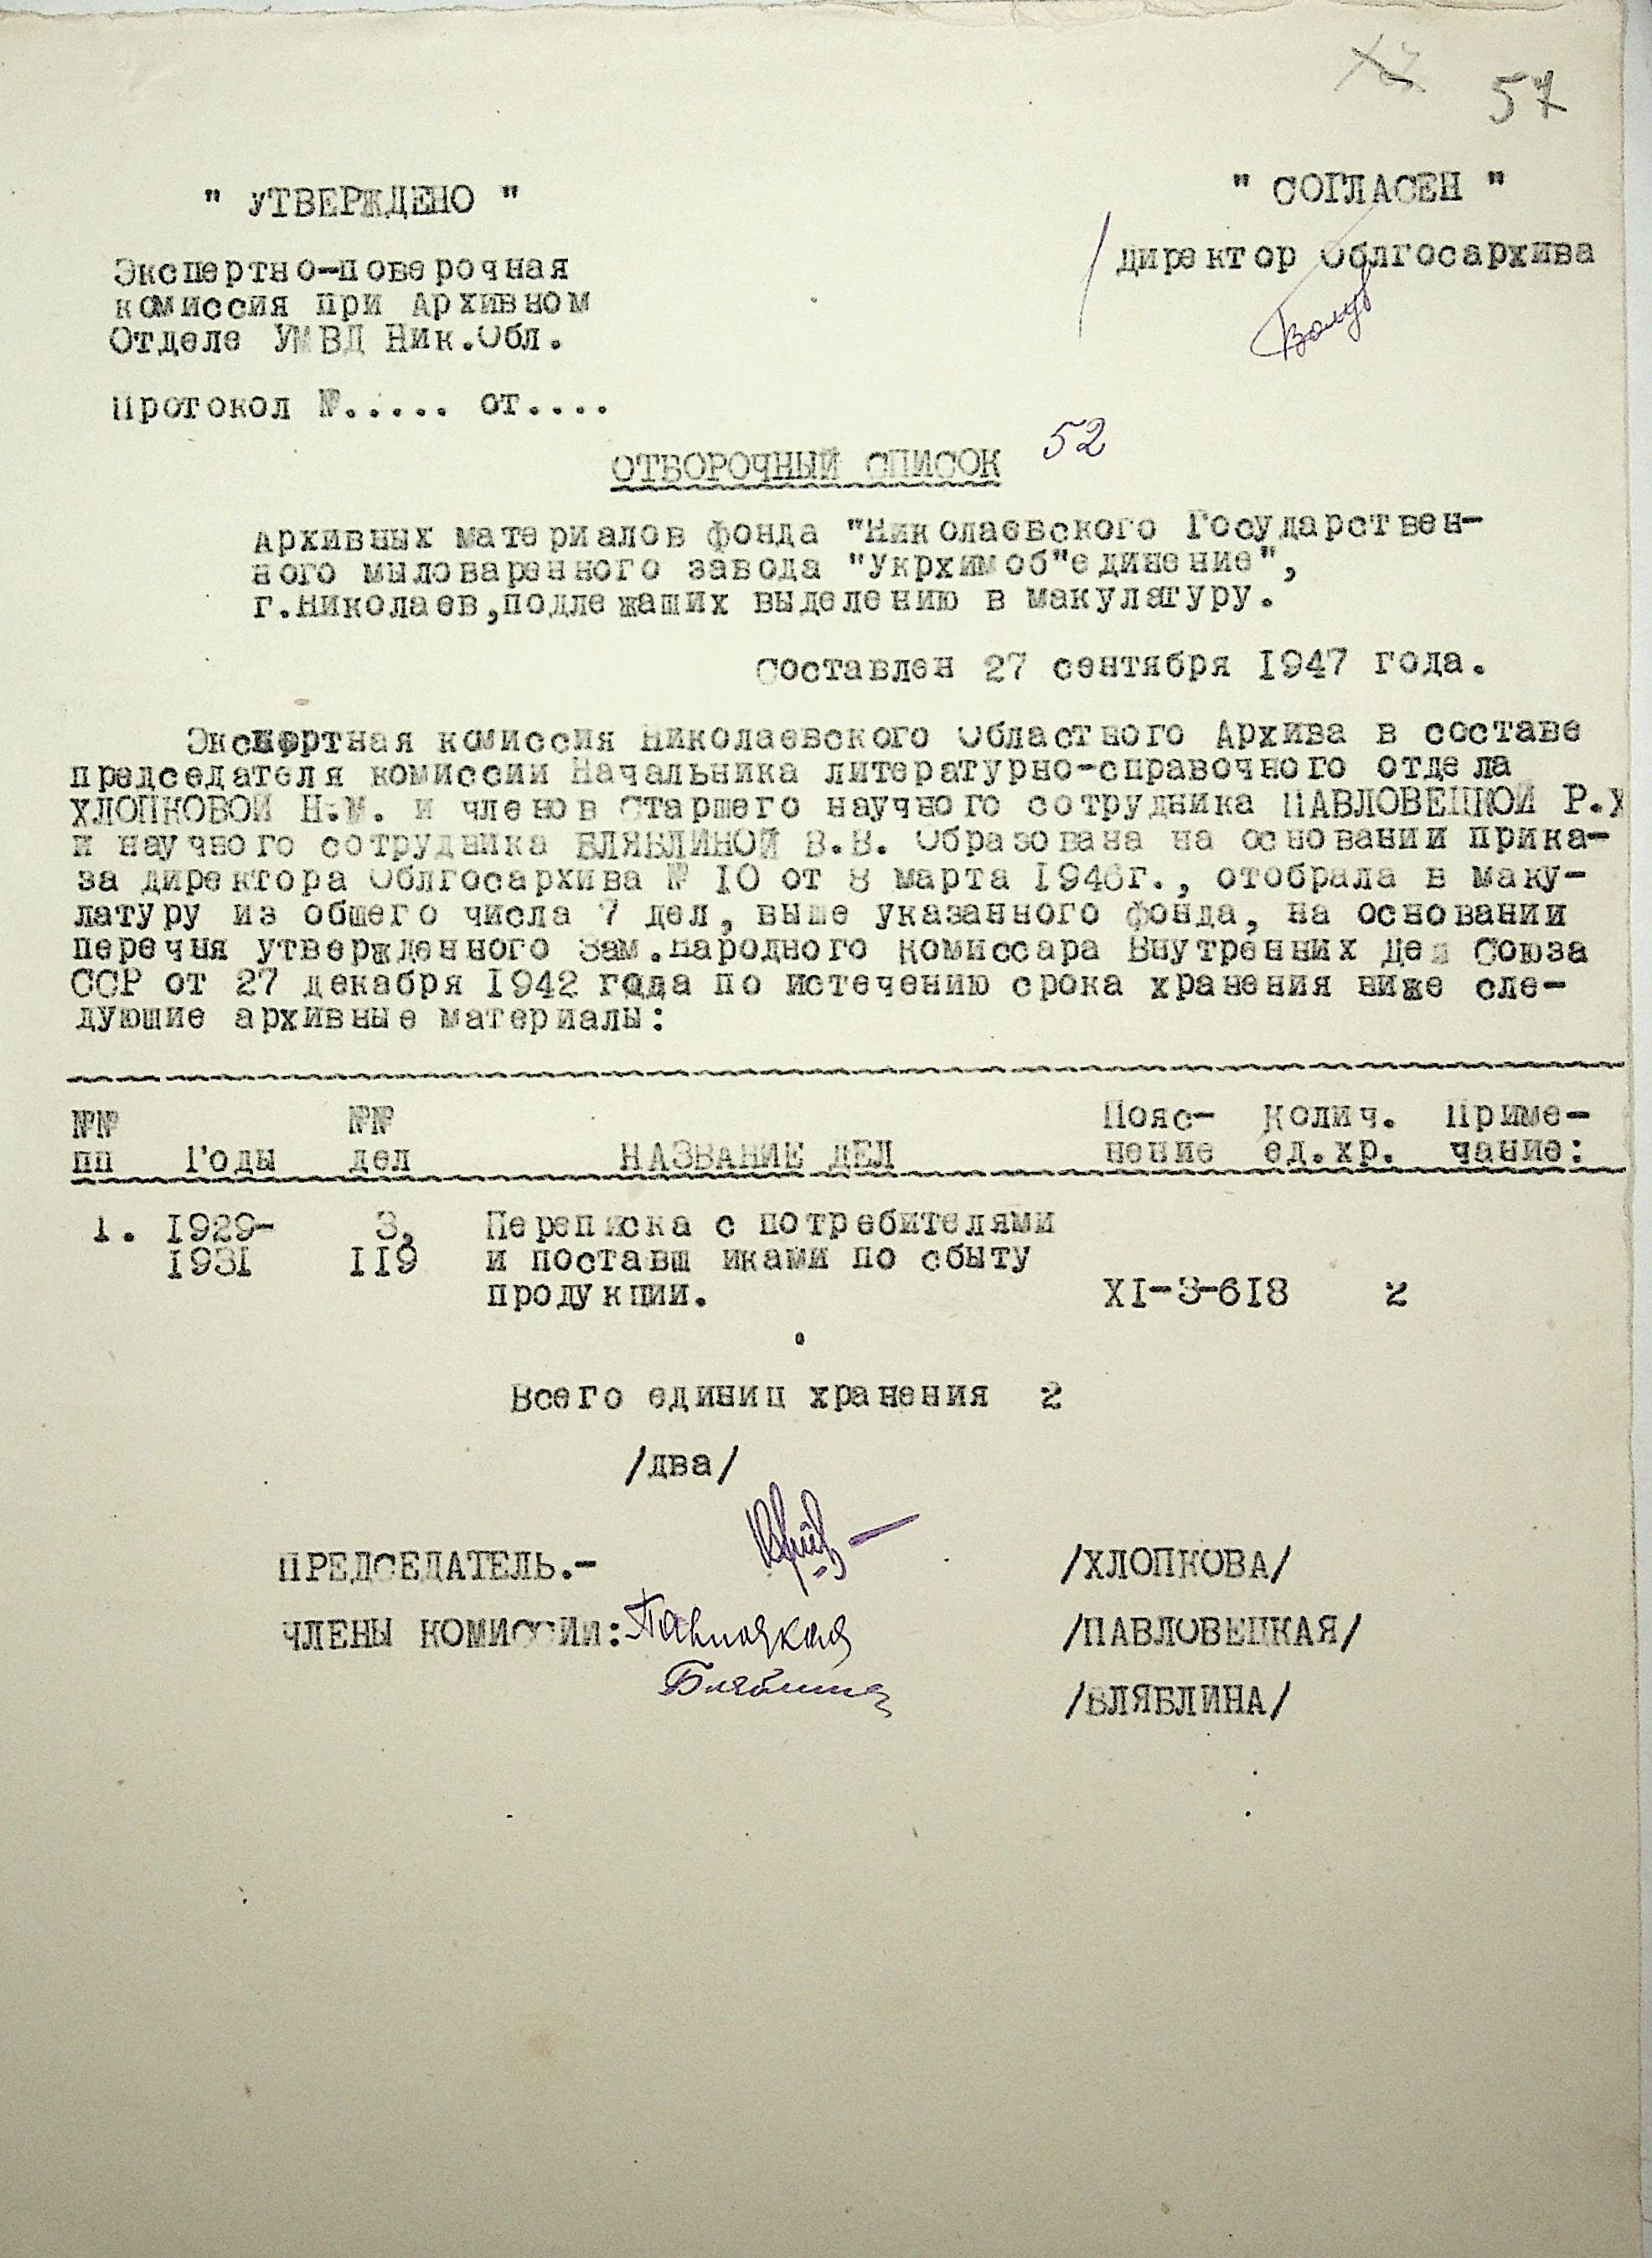 57
" УТВЕРЖДЕНО "
" СОГЛАСЕН "
Экспертно-поверочная
комиссия при Архивном
Отделе УМВД Ник.Обл.
Директор Облгосархива
Протокол №..... от....
ОТБОРОЧНЫЙ СПИСОК 52
Архивных материалов фонда "Николаевского Государствен-
ного мыловаренного завода "Укрхимоб"единение",
г.Николаев,подлежаших выделению в макулатуру.
Составлен 27 сентября 1947 года.
Экспертная комиссия Николаевского Областного Архива в составе
председателя комиссии Начальника литературно-справочного отдела
ХЛОПКОВОЙ Н.М. и членов Старшего научного сотрудника ПАВЛОВЕЦКОЙ Р.Х
и научного сотрудника БЛЯБЛИНОЙ В.В. Образована на основании прика-
за директора Облгосархива № 10 от 8 марта 1946г., отобрала в маку-
латуру из обшего числа 7 дел, выше указанного фонда, на основании
перечня утвержденного Зам.Народного Комиссара Внутренних Дел Союза
ССР от 27 декабря 1942 года по истечению срока хранения ниже сле-
дуюшие архивные материалы:
№№ №№ Пояс- Колич. Приме-
пп Годы дел НАЗВАНИЕ ДЕЛ нение ед.хр. чание:
1. 1929- 3, Переписка с потребителями
1931 119 и поставш иками по сбыту
продукции. XI-3-618 2
Всего единиц хранения 2
/два/
ПРЕДСЕДАТЕЛЬ.- /ХЛОПКОВА/
ЧЛЕНЫ КОМИССИИ: Павловецкая /ПАВЛОВЕЦКАЯ/
Бляблина /БЛЯБЛИНА/